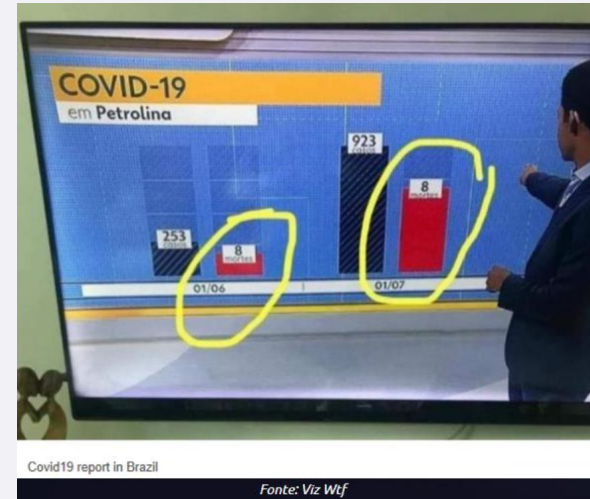 COVID-19
em Petrolina
923
casos
8
mortes
253
casos
8
mortes
01/06
01/07
Covid19 report in Brazil
Fonte: Viz Wtf